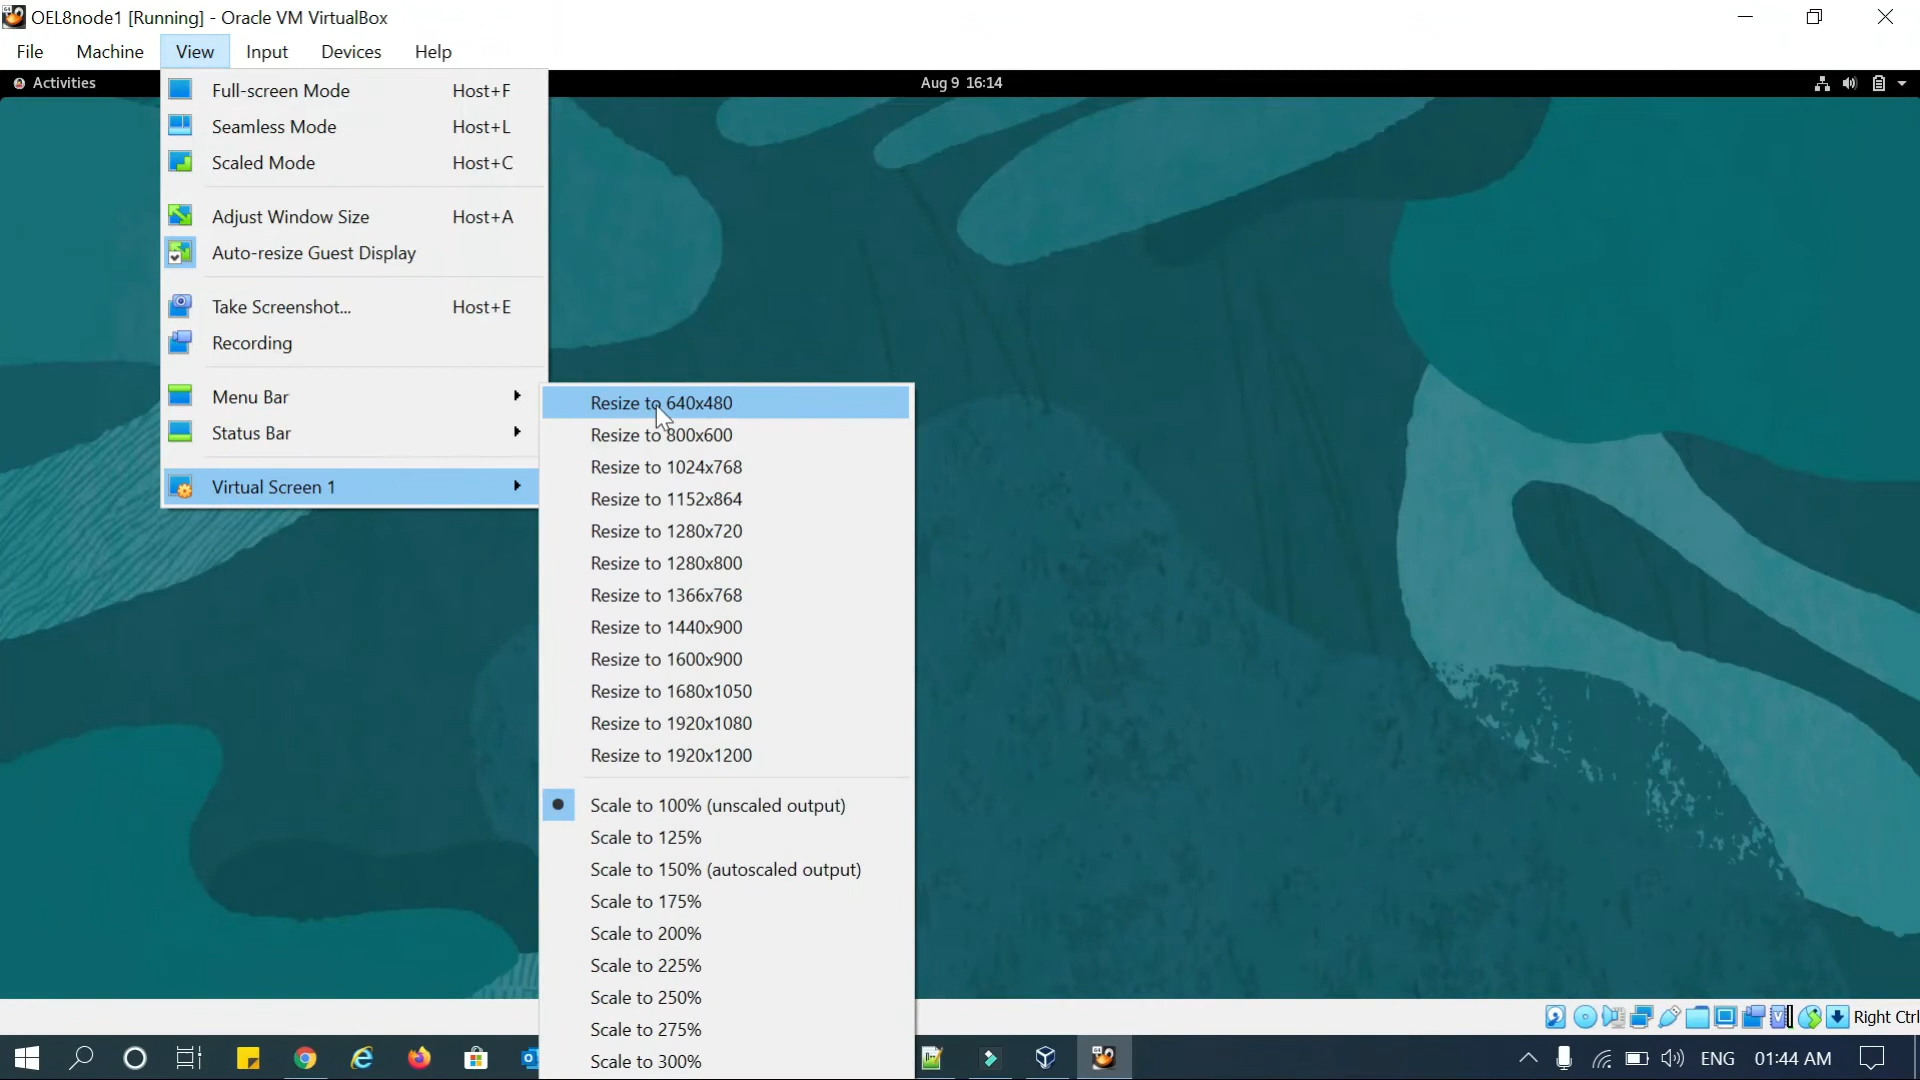 OEL8node1 [Running] - Oracle VM VirtualBox
File Machine View Input Devices Help
Activities Aug 9 16:14
Full-screen Mode Host+F
Seamless Mode Host+L
Scaled Mode Host+C
Adjust Window Size Host+A
Auto-resize Guest Display
Take Screenshot... Host+E
Recording
Menu Bar
Status Bar
Virtual Screen 1
Resize to 640x480
Resize to 800x600
Resize to 1024x768
Resize to 1152x864
Resize to 1280x720
Resize to 1280x800
Resize to 1366x768
Resize to 1440x900
Resize to 1600x900
Resize to 1680x1050
Resize to 1920x1080
Resize to 1920x1200
Scale to 100% (unscaled output)
Scale to 125%
Scale to 150% (autoscaled output)
Scale to 175%
Scale to 200%
Scale to 225%
Scale to 250%
Scale to 275%
Scale to 300%
Right Ctrl
ENG 01:44 AM